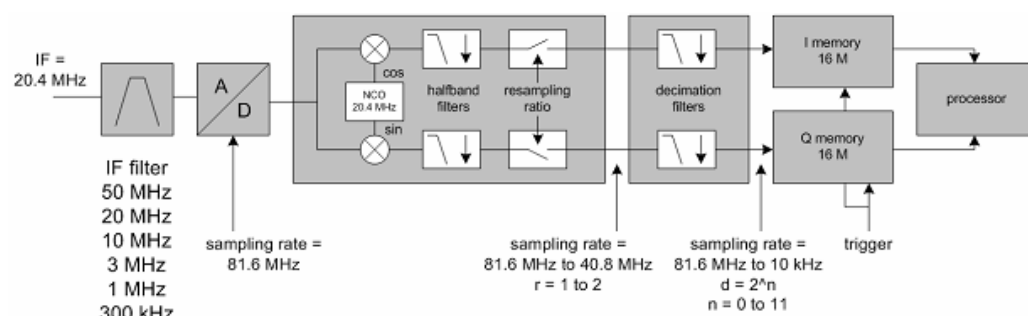 IF =
20.4 MHz
A
D
cos
NCO
20.4 MHz
sin
halfband
filters
resampling
ratio
decimation
filters
I memory
16 M
Q memory
16 M
processor
IF filter
50 MHz
20 MHz
10 MHz
3 MHz
1 MHz
300 kHz
sampling rate =
81.6 MHz
sampling rate =
81.6 MHz to 40.8 MHz
r = 1 to 2
sampling rate =
81.6 MHz to 10 kHz
d = 2^n
n = 0 to 11
trigger